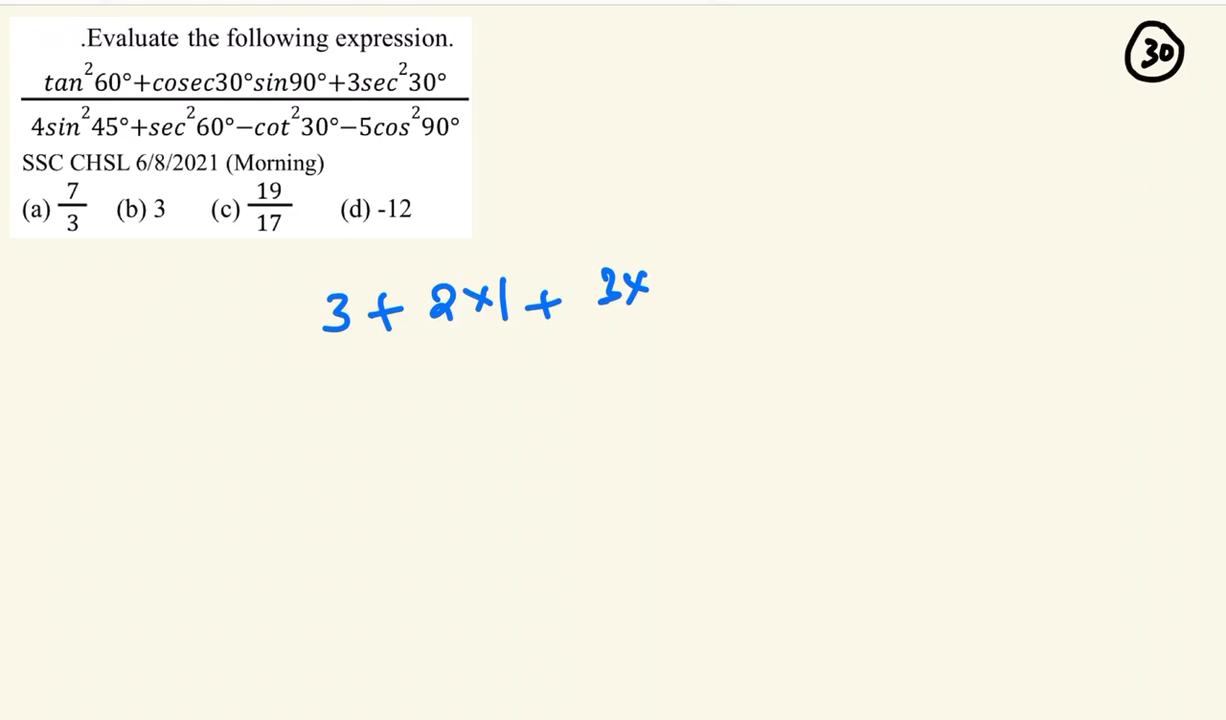 .Evaluate the following expression.
tan²60°+cosec30°sin90°+3sec²30°
4sin²45°+sec²60°−cot²30°−5cos²90°
SSC CHSL 6/8/2021 (Morning)
(a) 7/3 (b) 3 (c) 19/17 (d) -12
30
3 + 2×1 + 3×